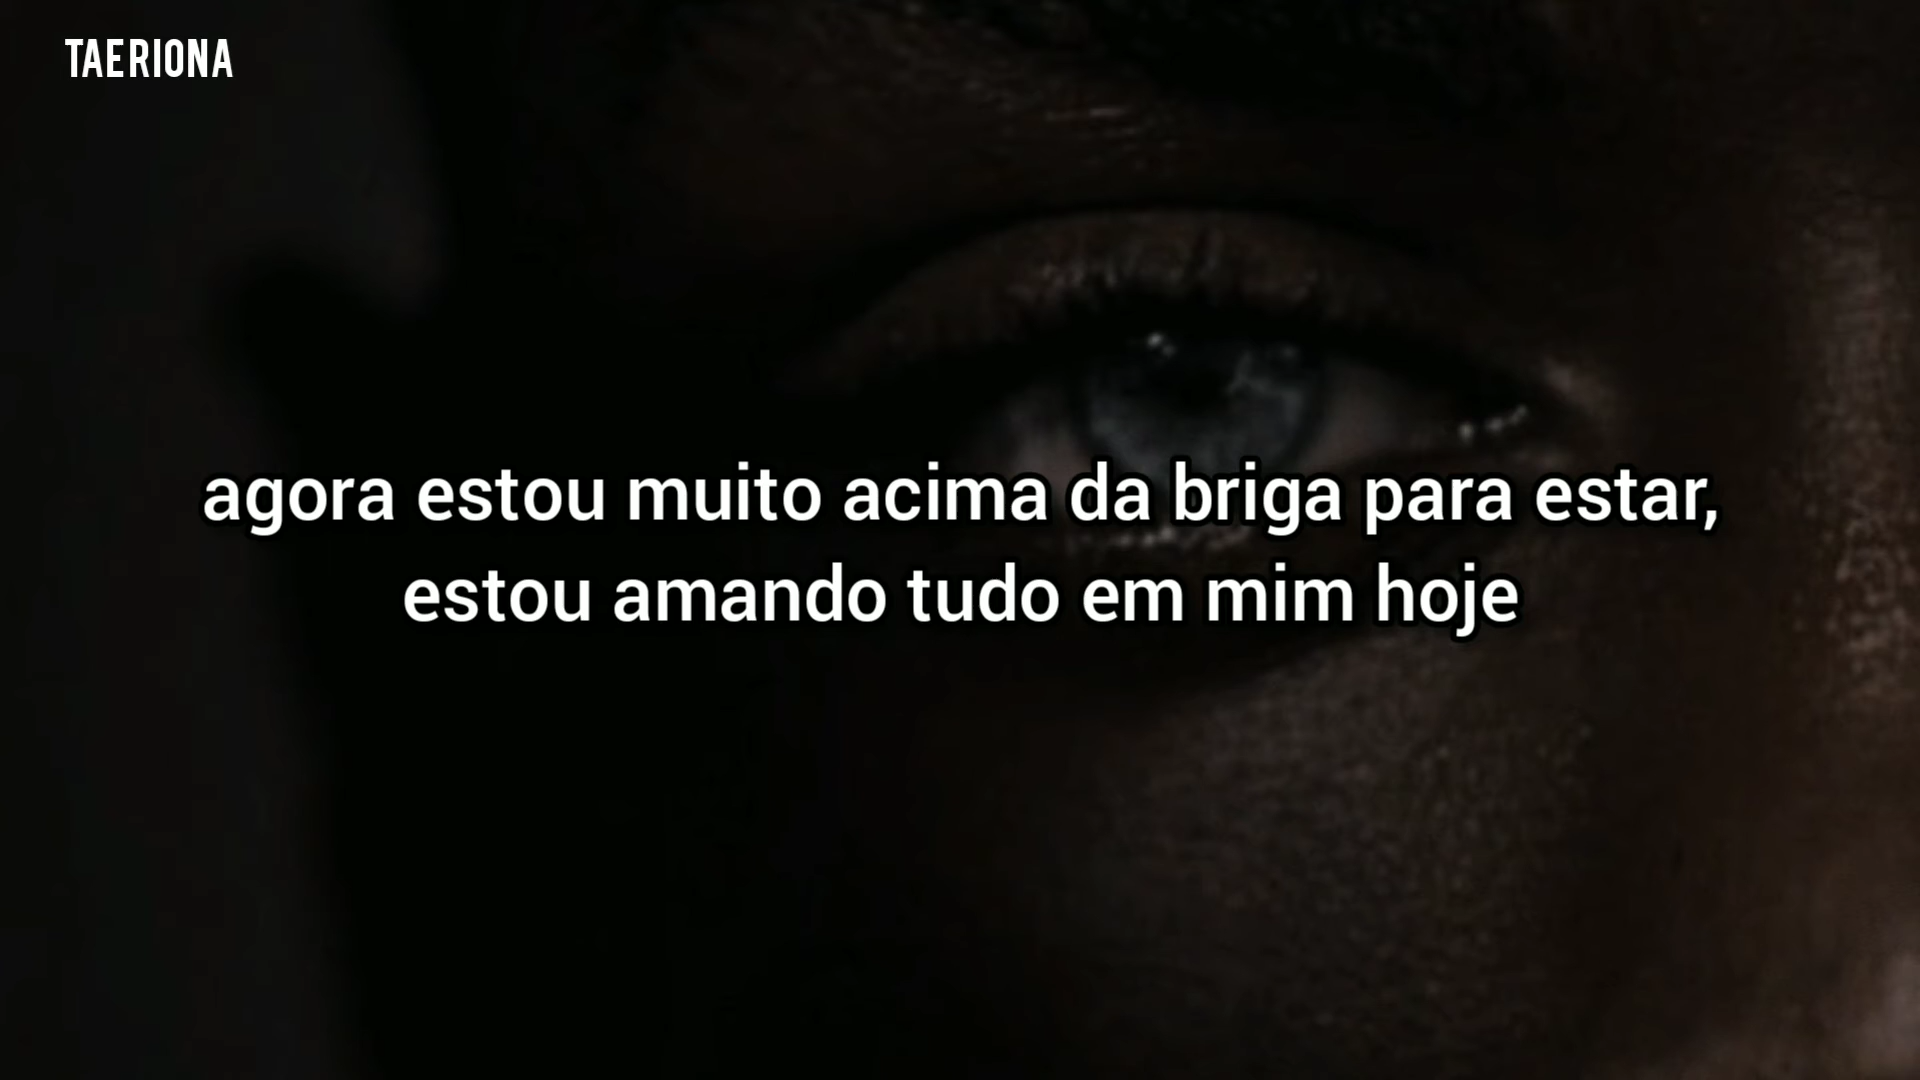 TAERIONA
agora estou muito acima da briga para estar,
estou amando tudo em mim hoje